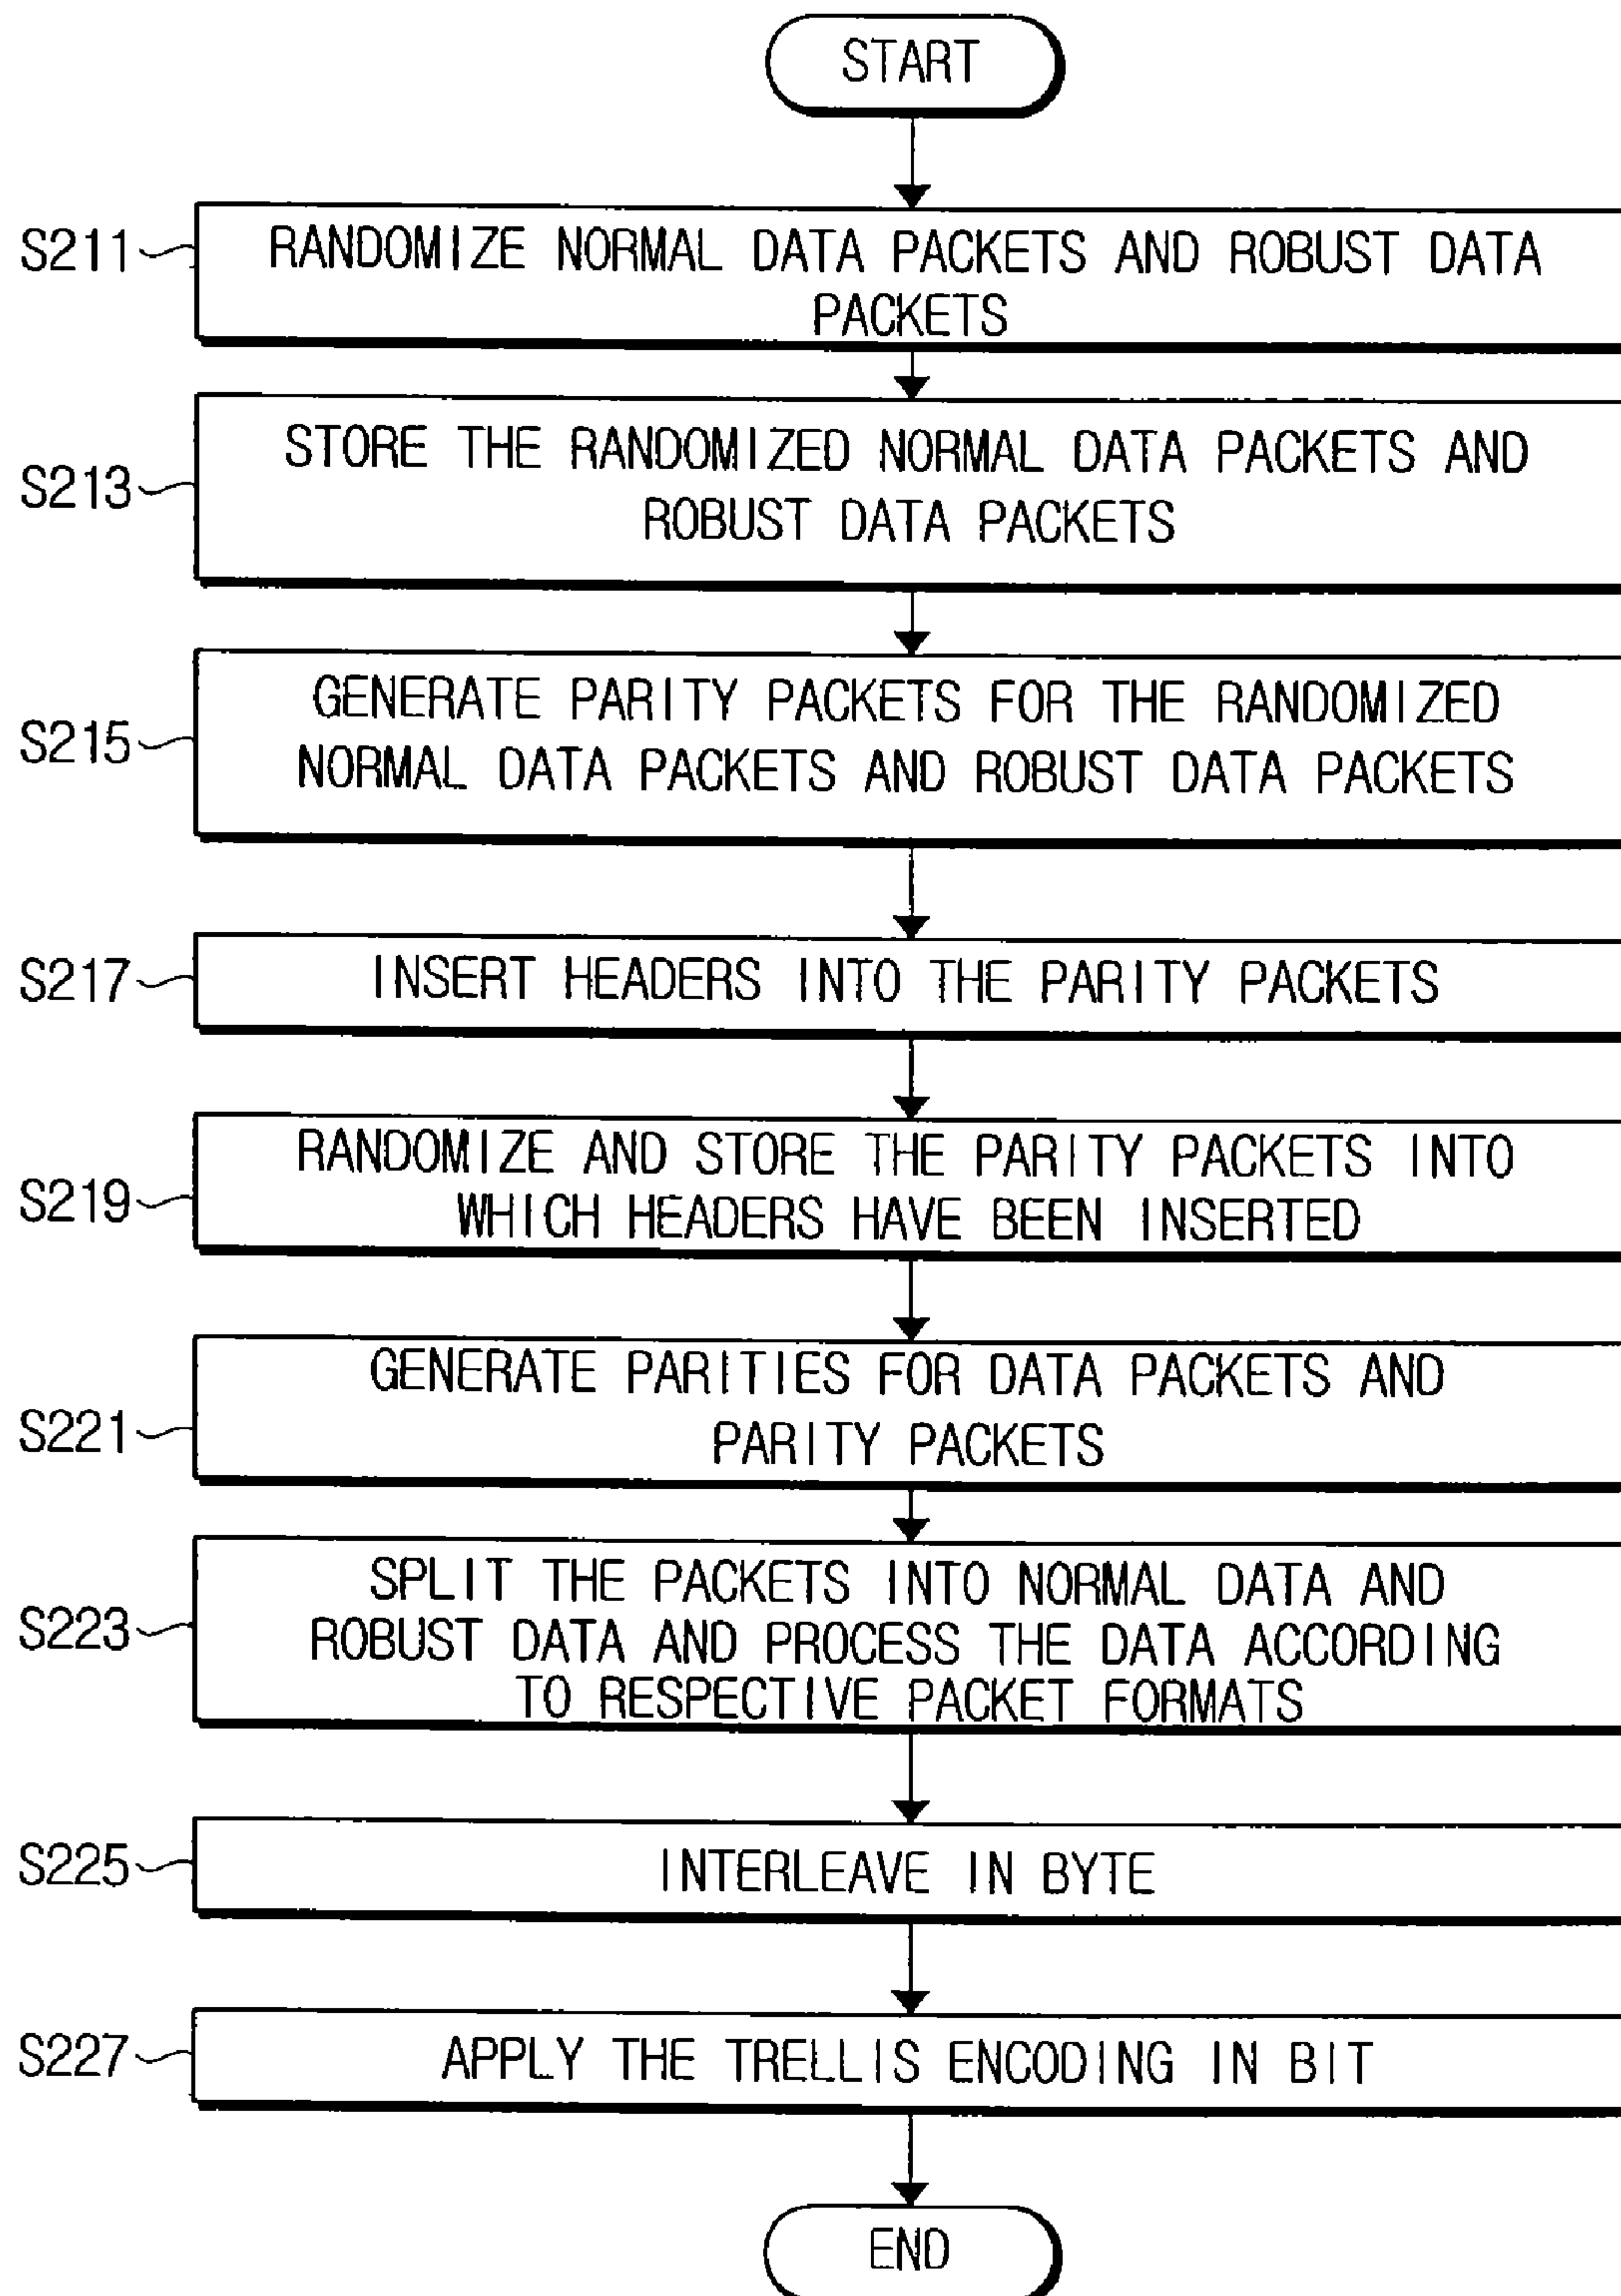 START
S211
RANDOMIZE NORMAL DATA PACKETS AND ROBUST DATA
PACKETS
S213
STORE THE RANDOMIZED NORMAL DATA PACKETS AND
ROBUST DATA PACKETS
S215
GENERATE PARITY PACKETS FOR THE RANDOMIZED
NORMAL DATA PACKETS AND ROBUST DATA PACKETS
S217
INSERT HEADERS INTO THE PARITY PACKETS
S219
RANDOMIZE AND STORE THE PARITY PACKETS INTO
WHICH HEADERS HAVE BEEN INSERTED
S221
GENERATE PARITIES FOR DATA PACKETS AND
PARITY PACKETS
S223
SPLIT THE PACKETS INTO NORMAL DATA AND
ROBUST DATA AND PROCESS THE DATA ACCORDING
TO RESPECTIVE PACKET FORMATS
S225
INTERLEAVE IN BYTE
S227
APPLY THE TRELLIS ENCODING IN BIT
END